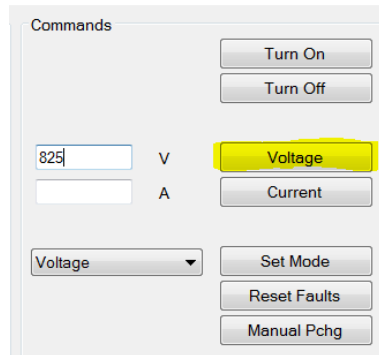 Commands
Turn On
Turn Off
825 V Voltage
A Current
Voltage Set Mode
Reset Faults
Manual Pchg